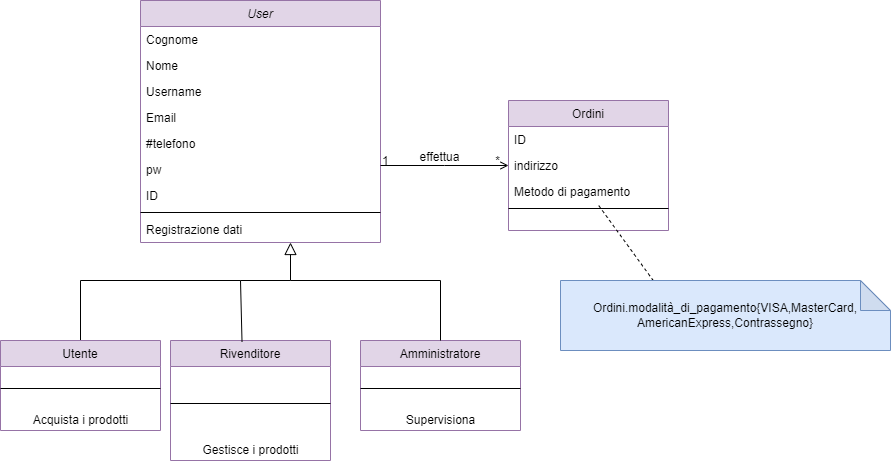 User
Cognome
Nome
Username
Email
#telefono
pw
ID
Registrazione dati
1
effettua
*
Ordini
ID
indirizzo
Metodo di pagamento
Ordini.modalità_di_pagamento{VISA,MasterCard,
AmericanExpress,Contrassegno}
Utente
Acquista i prodotti
Rivenditore
Gestisce i prodotti
Amministratore
Supervisiona